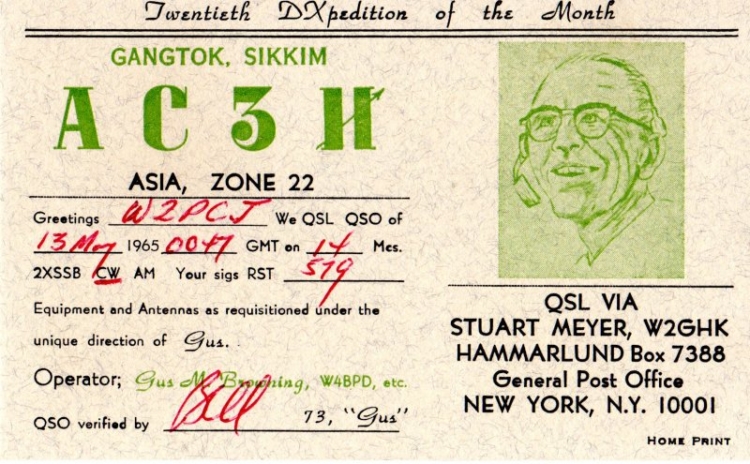 Twentieth DXpedition of the Month
GANGTOK, SIKKIM
AC3H
ASIA, ZONE 22
Greetings W2PCJ We QSL QSO of
13 May 1965 0047 GMT on 14 Mcs.
2XSSB CW AM Your sigs RST 579
Equipment and Antennas as requisitioned under the
unique direction of Gus.
Operator; Gus M. Browning, W4BPD, etc.
QSO verified by Bill 73, "Gus"
QSL VIA
STUART MEYER, W2GHK
HAMMARLUND Box 7388
General Post Office
NEW YORK, N.Y. 10001
HOME PRINT